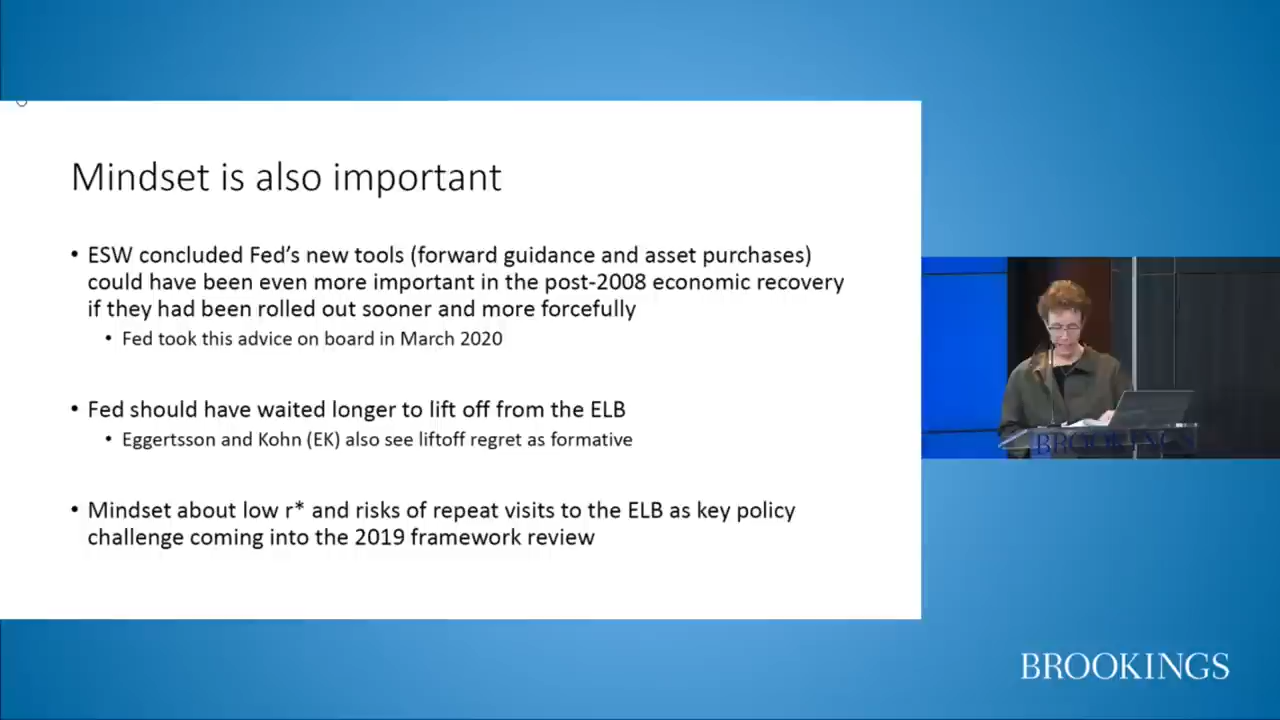 Mindset is also important
• ESW concluded Fed’s new tools (forward guidance and asset purchases)
could have been even more important in the post-2008 economic recovery
if they had been rolled out sooner and more forcefully
• Fed took this advice on board in March 2020
• Fed should have waited longer to lift off from the ELB
• Eggertsson and Kohn (EK) also see liftoff regret as formative
• Mindset about low r* and risks of repeat visits to the ELB as key policy
challenge coming into the 2019 framework review
BROOKINGS
BROOKINGS